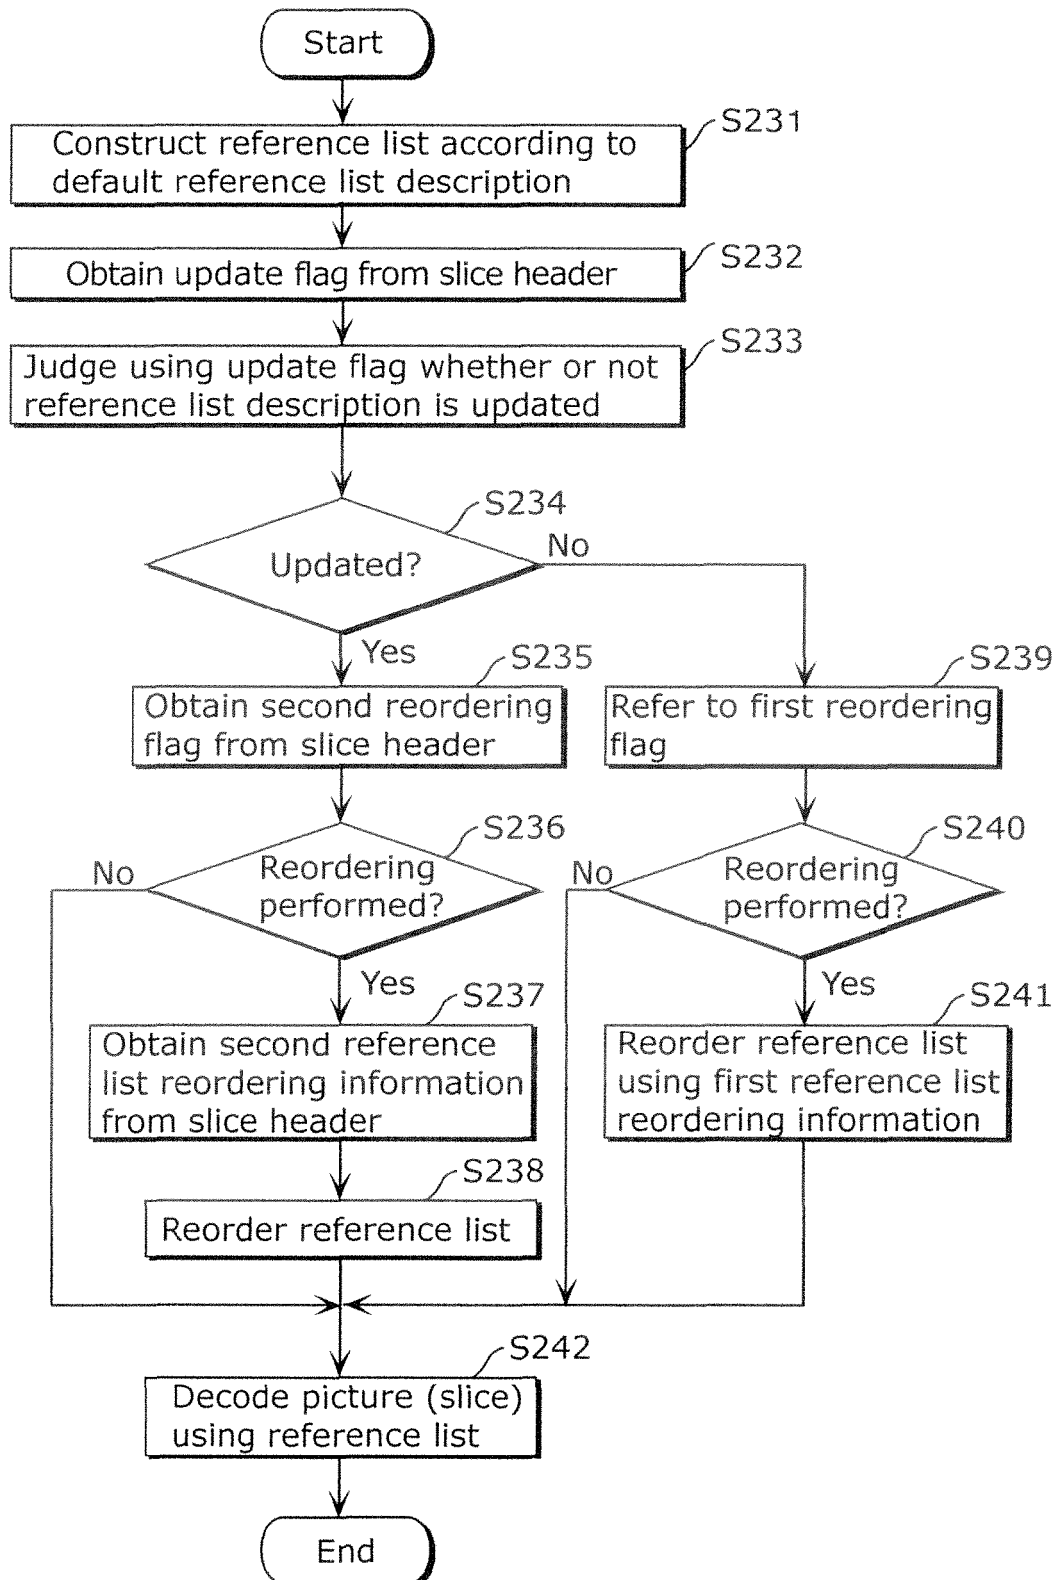 Start
S231
Construct reference list according to
default reference list description
S232
Obtain update flag from slice header
S233
Judge using update flag whether or not
reference list description is updated
S234
Updated?
No
Yes
S235
Obtain second reordering
flag from slice header
S239
Refer to first reordering
flag
S236
Reordering
performed?
No
Yes
S240
Reordering
performed?
No
Yes
S237
Obtain second reference
list reordering information
from slice header
S241
Reorder reference list
using first reference list
reordering information
S238
Reorder reference list
S242
Decode picture (slice)
using reference list
End